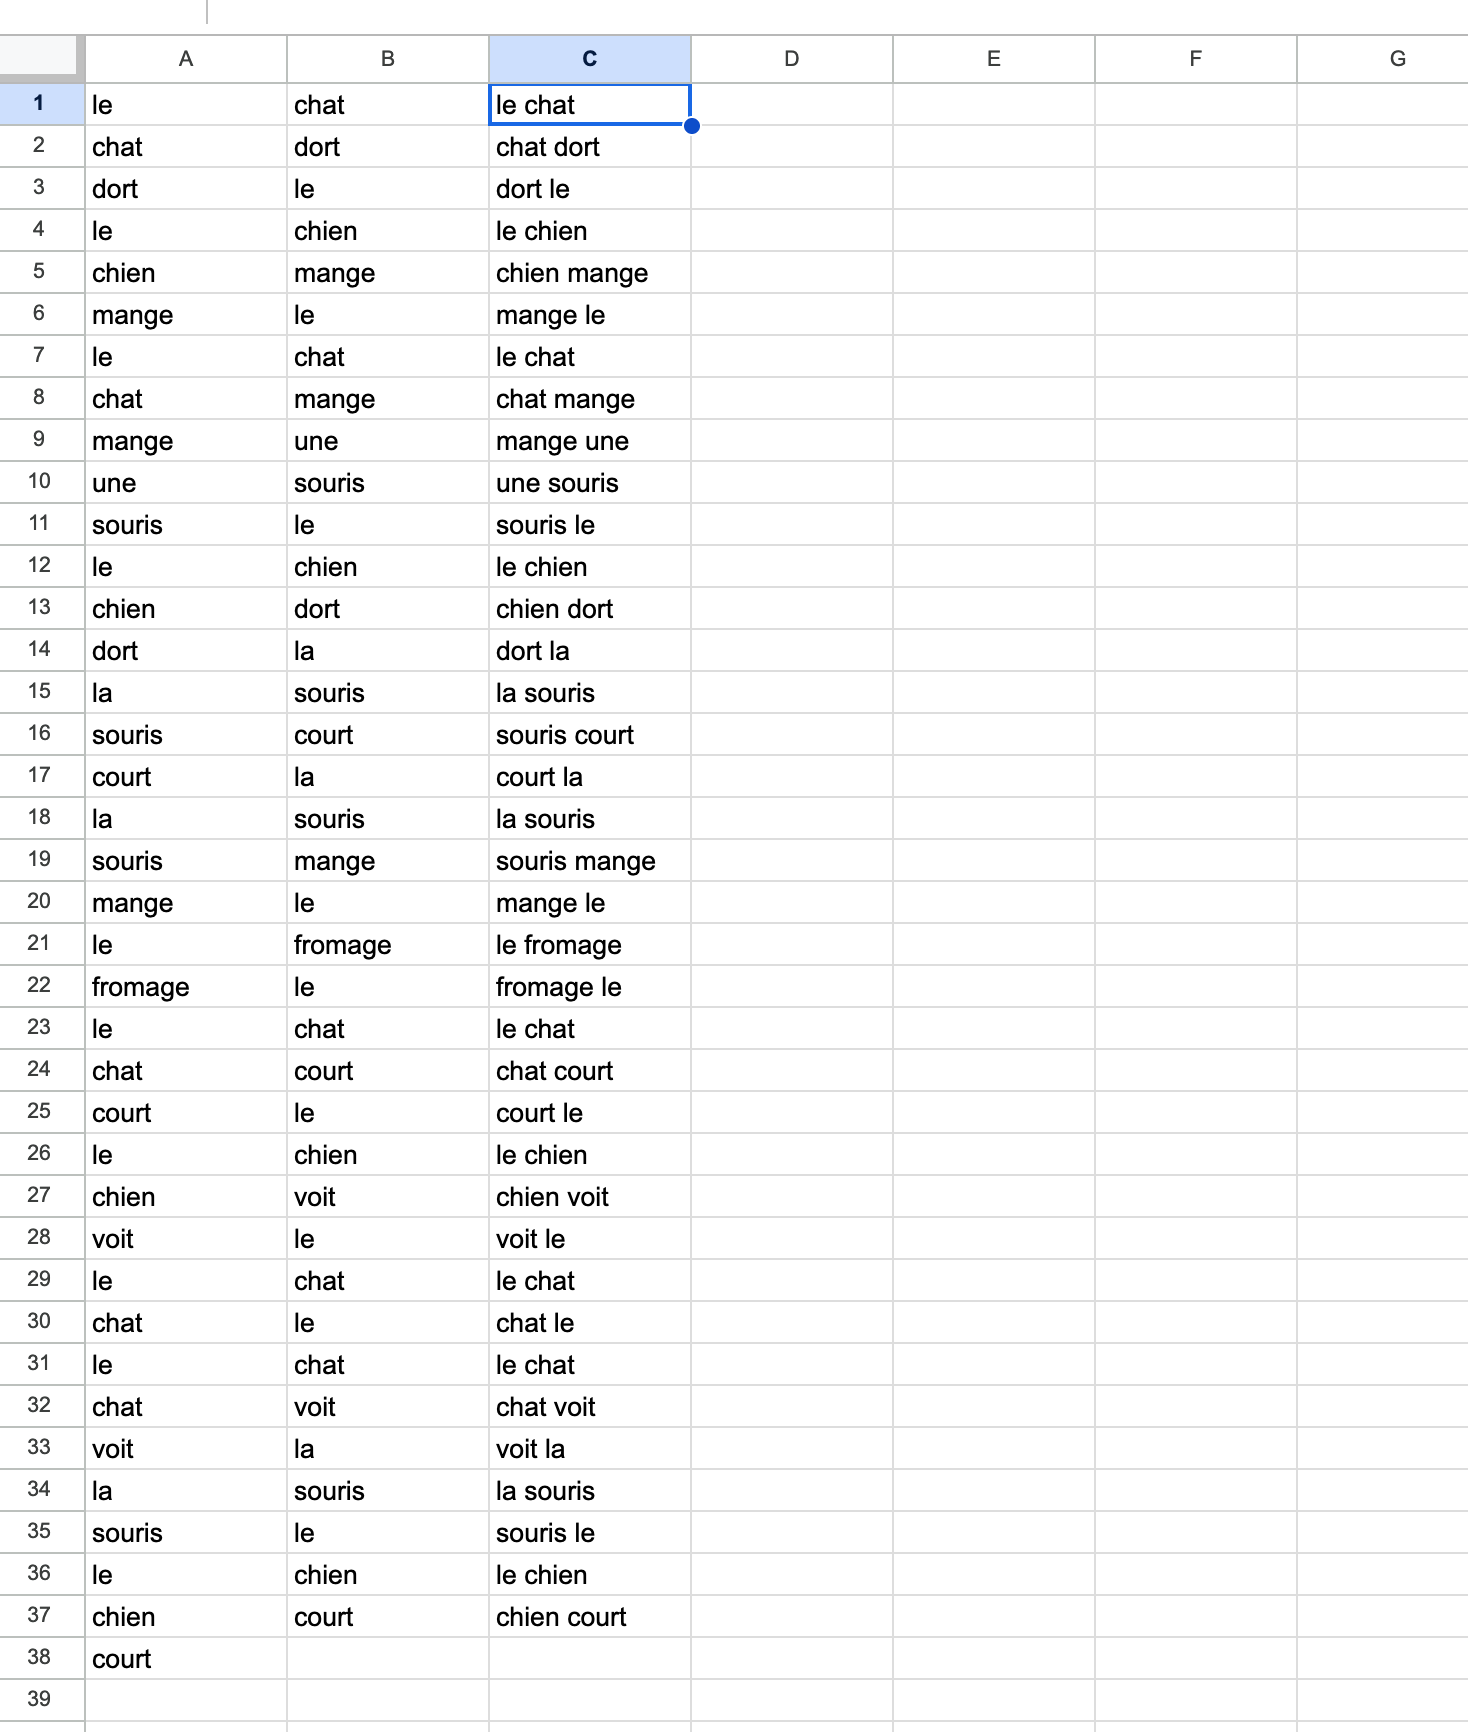 A B C D E F G
1 le chat le chat
2 chat dort chat dort
3 dort le dort le
4 le chien le chien
5 chien mange chien mange
6 mange le mange le
7 le chat le chat
8 chat mange chat mange
9 mange une mange une
10 une souris une souris
11 souris le souris le
12 le chien le chien
13 chien dort chien dort
14 dort la dort la
15 la souris la souris
16 souris court souris court
17 court la court la
18 la souris la souris
19 souris mange souris mange
20 mange le mange le
21 le fromage le fromage
22 fromage le fromage le
23 le chat le chat
24 chat court chat court
25 court le court le
26 le chien le chien
27 chien voit chien voit
28 voit le voit le
29 le chat le chat
30 chat le chat le
31 le chat le chat
32 chat voit chat voit
33 voit la voit la
34 la souris la souris
35 souris le souris le
36 le chien le chien
37 chien court chien court
38 court
39